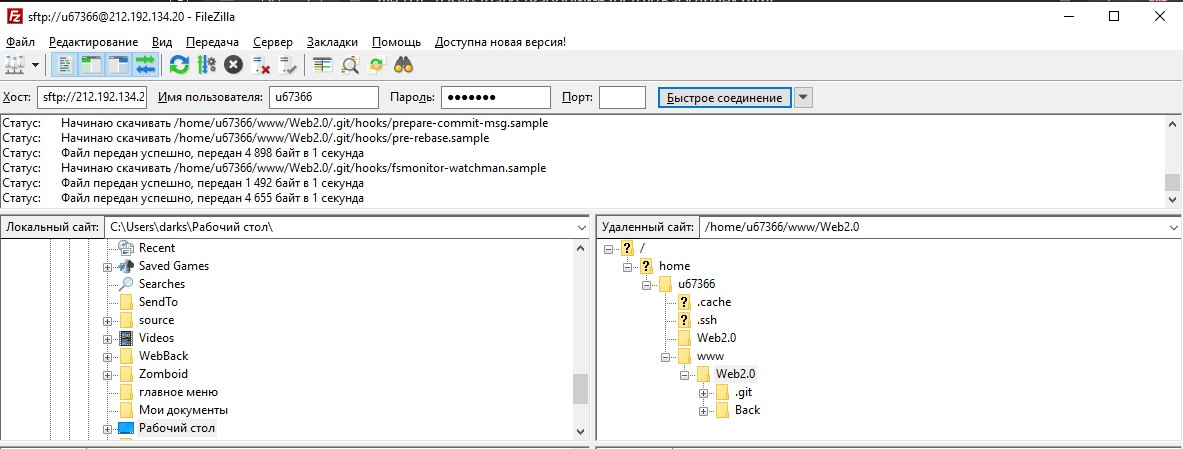 sftp://u67366@212.192.134.20 - FileZilla
Файл Редактирование Вид Передача Сервер Закладки Помощь Доступна новая версия!
Хост: sftp://212.192.134.2 Имя пользователя: u67366 Пароль: ●●●●●●● Порт: Быстрое соединение
Статус: Начинаю скачивать /home/u67366/www/Web2.0/.git/hooks/prepare-commit-msg.sample
Статус: Начинаю скачивать /home/u67366/www/Web2.0/.git/hooks/pre-rebase.sample
Статус: Файл передан успешно, передан 4 898 байт в 1 секунда
Статус: Начинаю скачивать /home/u67366/www/Web2.0/.git/hooks/fsmonitor-watchman.sample
Статус: Файл передан успешно, передан 1 492 байт в 1 секунда
Статус: Файл передан успешно, передан 4 655 байт в 1 секунда
Локальный сайт: C:\Users\darks\Рабочий стол\
Recent
Saved Games
Searches
SendTo
source
Videos
WebBack
Zomboid
главное меню
Мои документы
Рабочий стол
Удаленный сайт: /home/u67366/www/Web2.0
/
home
u67366
.cache
.ssh
Web2.0
www
Web2.0
.git
Back